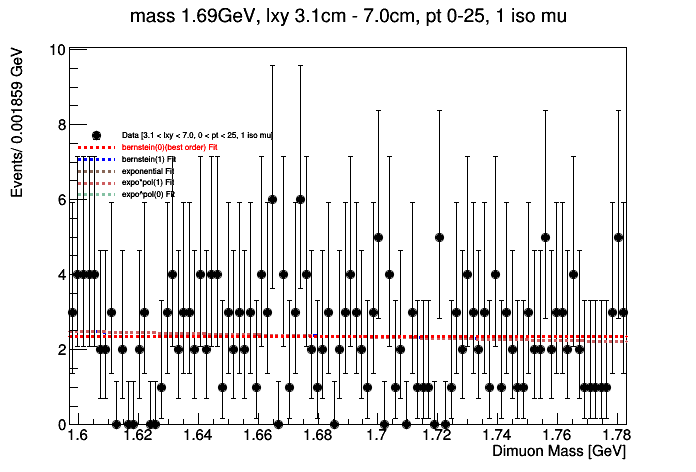 mass 1.69GeV, lxy 3.1cm - 7.0cm, pt 0-25, 1 iso mu
Events/ 0.001859 GeV
10
8
6
4
2
0
Data [3.1 < lxy < 7.0, 0 < pt < 25, 1 iso mu]
bernstein(0)(best order) Fit
bernstein(1) Fit
exponential Fit
expo*pol(1) Fit
expo*pol(0) Fit
1.6 1.62 1.64 1.66 1.68 1.7 1.72 1.74 1.76 1.78
Dimuon Mass [GeV]